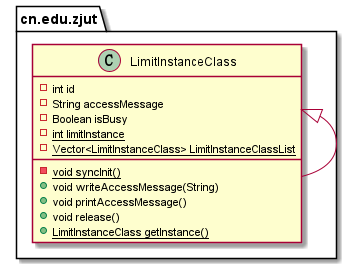 cn.edu.zjut
C LimitInstanceClass
int id
String accessMessage
Boolean isBusy
int limitInstance
Vector<LimitInstanceClass> LimitInstanceClassList
void syncInit()
void writeAccessMessage(String)
void printAccessMessage()
void release()
LimitInstanceClass getInstance()